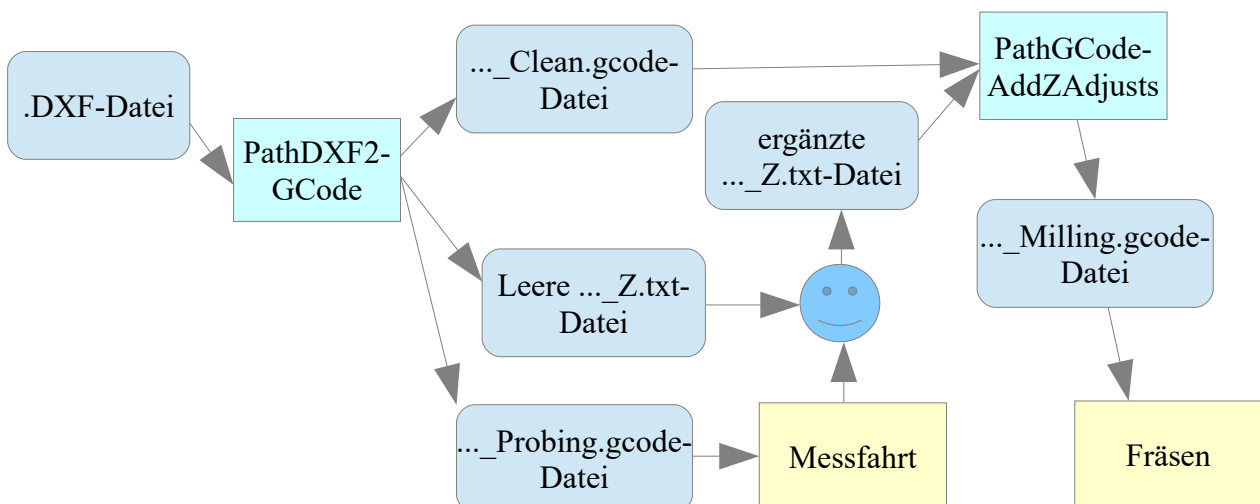 .DXF-Datei
PathDXF2-
GCode
..._Clean.gcode-
Datei
Leere ..._Z.txt-
Datei
..._Probing.gcode-
Datei
ergänzte
..._Z.txt-Datei
Messfahrt
PathGCode-
AddZAdjusts
..._Milling.gcode-
Datei
Fräsen